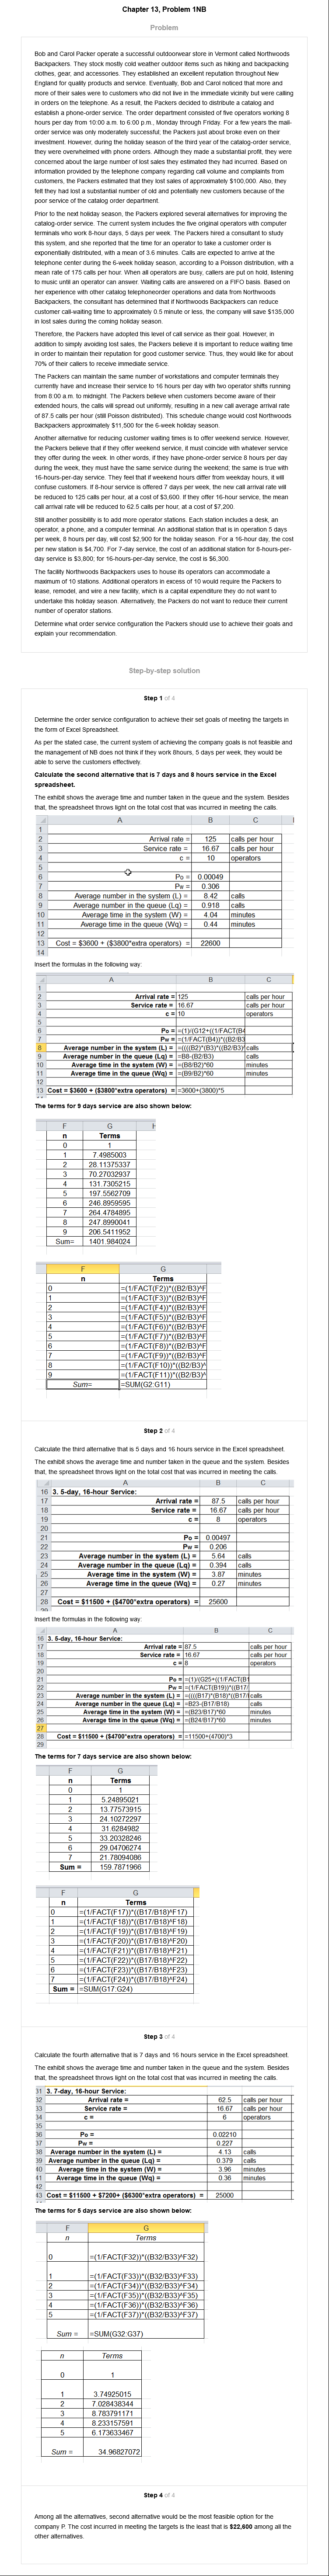 Chapter 13, Problem 1NB
Problem
Bob and Carol Packer operate a successful outdoorwear store in Vermont called Northwoods
Backpackers. They stock mostly cold weather outdoor items such as hiking and backpacking
clothes, gear, and accessories. They established an excellent reputation throughout New
England for quality products and service. Eventually, Bob and Carol noticed that more and
more of their sales were to customers who did not live in the immediate vicinity but were calling
in orders on the telephone. As a result, the Packers decided to distribute a catalog and
establish a phone-order service. The order department consisted of five operators working 8
hours per day from 10:00 a.m. to 6:00 p.m., Monday through Friday. For a few years the mail-
order service was only moderately successful; the Packers just about broke even on their
investment. However, during the holiday season of the third year of the catalog-order service,
they were overwhelmed with phone orders. Although they made a substantial profit, they were
concerned about the large number of lost sales they estimated they had incurred. Based on
information provided by the telephone company regarding call volume and complaints from
customers, the Packers estimated that they lost sales of approximately $100,000. Also, they
felt they had lost a substantial number of old and potentially new customers because of the
poor service of the catalog order department.
Prior to the next holiday season, the Packers explored several alternatives for improving the
catalog-order service. The current system includes the five original operators with computer
terminals who work 8-hour days, 5 days per week. The Packers hired a consultant to study
this system, and she reported that the time for an operator to take a customer order is
exponentially distributed, with a mean of 3.6 minutes. Calls are expected to arrive at the
telephone center during the 6-week holiday season, according to a Poisson distribution, with a
mean rate of 175 calls per hour. When all operators are busy, callers are put on hold, listening
to music until an operator can answer. Waiting calls are answered on a FIFO basis. Based on
her experience with other catalog telephone-order operations and data from Northwoods
Backpackers, the consultant has determined that if Northwoods Backpackers can reduce
customer call-waiting time to approximately 0.5 minute or less, the company will save $135,000
in lost sales during the coming holiday season.
Therefore, the Packers have adopted this level of call service as their goal. However, in
addition to simply avoiding lost sales, the Packers believe it is important to reduce waiting time
in order to maintain their reputation for good customer service. Thus, they would like for about
70% of their callers to receive immediate service.
The Packers can maintain the same number of workstations and computer terminals they
currently have and increase their service to 16 hours per day with two operator shifts running
from 8:00 a.m. to midnight. The Packers believe when customers become aware of their
extended hours, the calls will spread out uniformly, resulting in a new call average arrival rate
of 87.5 calls per hour (still Poisson distributed). This schedule change would cost Northwoods
Backpackers approximately $11,500 for the 6-week holiday season.
Another alternative for reducing customer waiting times is to offer weekend service. However,
the Packers believe that if they offer weekend service, it must coincide with whatever service
they offer during the week. In other words, if they have phone-order service 8 hours per day
during the week, they must have the same service during the weekend; the same is true with
16-hours-per-day service. They feel that if weekend hours differ from weekday hours, it will
confuse customers. If 8-hour service is offered 7 days per week, the new call arrival rate will
be reduced to 125 calls per hour, at a cost of $3,600. If they offer 16-hour service, the mean
call arrival rate will be reduced to 62.5 calls per hour, at a cost of $7,200.
Still another possibility is to add more operator stations. Each station includes a desk, an
operator, a phone, and a computer terminal. An additional station that is in operation 5 days
per week, 8 hours per day, will cost $2,900 for the holiday season. For a 16-hour day, the cost
per new station is $4,700. For 7-day service, the cost of an additional station for 8-hours-per-
day service is $3,800; for 16-hours-per-day service, the cost is $6,300.
The facility Northwoods Backpackers uses to house its operators can accommodate a
maximum of 10 stations. Additional operators in excess of 10 would require the Packers to
lease, remodel, and wire a new facility, which is a capital expenditure they do not want to
undertake this holiday season. Alternatively, the Packers do not want to reduce their current
number of operator stations.
Determine what order service configuration the Packers should use to achieve their goals and
explain your recommendation.
Step-by-step solution
Step 1 of 4
Determine the order service configuration to achieve their set goals of meeting the targets in
the form of Excel Spreadsheet.
As per the stated case, the current system of achieving the company goals is not feasible and
the management of NB does not think if they work 8hours, 5 days per week, they would be
able to serve their customers effectively.
Calculate the second alternative that is 7 days and 8 hours service in the Excel
spreadsheet.
The exhibit shows the average time and number taken in the queue and the system. Besides
that, the spreadsheet throws light on the total cost that was incurred in meeting the calls.
A B C
1
2 Arrival rate = 125 calls per hour
3 Service rate = 16.67 calls per hour
4 c = 10 operators
5
6 Po = 0.00049
7 Pw = 0.306
8 Average number in the system (L) = 8.42 calls
9 Average number in the queue (Lq) = 0.918 calls
10 Average time in the system (W) = 4.04 minutes
11 Average time in the queue (Wq) = 0.44 minutes
12
13 Cost = $3600 + ($3800*extra operators) = 22600
14
Insert the formulas in the following way:
A B C
1
2 Arrival rate = 125 calls per hour
3 Service rate = 16.67 calls per hour
4 c = 10 operators
5
6 Po = =(1)/(G12+((1/FACT(B4
7 Pw = =(1/FACT(B4))*((B2/B3
8 Average number in the system (L) = =((((B2)*(B3)*((B2/B3)^ calls
9 Average number in the queue (Lq) = =B8-(B2/B3) calls
10 Average time in the system (W) = =(B8/B2)*60 minutes
11 Average time in the queue (Wq) = =(B9/B2)*60 minutes
12
13 Cost = $3600 + ($3800*extra operators) = =3600+(3800)*5
The terms for 9 days service are also shown below:
F G H
n Terms
0 1
1 7.4985003
2 28.11375337
3 70.27032937
4 131.7305215
5 197.5562709
6 246.8959595
7 264.4784895
8 247.8990041
9 206.5411952
Sum= 1401.984024
F G
n Terms
0 =(1/FACT(F2))*((B2/B3)^F
1 =(1/FACT(F3))*((B2/B3)^F
2 =(1/FACT(F4))*((B2/B3)^F
3 =(1/FACT(F5))*((B2/B3)^F
4 =(1/FACT(F6))*((B2/B3)^F
5 =(1/FACT(F7))*((B2/B3)^F
6 =(1/FACT(F8))*((B2/B3)^F
7 =(1/FACT(F9))*((B2/B3)^F
8 =(1/FACT(F10))*((B2/B3)^
9 =(1/FACT(F11))*((B2/B3)^F
Sum= =SUM(G2:G11)
Step 2 of 4
Calculate the third alternative that is 5 days and 16 hours service in the Excel spreadsheet.
The exhibit shows the average time and number taken in the queue and the system. Besides
that, the spreadsheet throws light on the total cost that was incurred in meeting the calls.
A B C
16 3. 5-day, 16-hour Service:
17 Arrival rate = 87.5 calls per hour
18 Service rate = 16.67 calls per hour
19 c = 8 operators
20
21 Po = 0.00497
22 Pw = 0.206
23 Average number in the system (L) = 5.64 calls
24 Average number in the queue (Lq) = 0.394 calls
25 Average time in the system (W) = 3.87 minutes
26 Average time in the queue (Wq) = 0.27 minutes
27
28 Cost = $11500 + ($4700*extra operators) = 25600
Insert the formulas in the following way:
A B C
16 3. 5-day, 16-hour Service:
17 Arrival rate = 87.5 calls per hour
18 Service rate = 16.67 calls per hour
19 c = 8 operators
20
21 Po = =(1)/(G25+((1/FACT(B1
22 Pw = =(1/FACT(B19))*((B17/
23 Average number in the system (L) = =((((B17)*(B18)*((B17/ calls
24 Average number in the queue (Lq) = =B23-(B17/B18) calls
25 Average time in the system (W) = =(B23/B17)*60 minutes
26 Average time in the queue (Wq) = =(B24/B17)*60 minutes
27
28 Cost = $11500 + ($4700*extra operators) = =11500+(4700)*3
29
The terms for 7 days service are also shown below:
F G
n Terms
0 1
1 5.24895021
2 13.77573915
3 24.10272297
4 31.6284982
5 33.20328246
6 29.04706274
7 21.78094086
Sum = 159.7871966
F G
n Terms
0 =(1/FACT(F17))*((B17/B18)^F17)
1 =(1/FACT(F18))*((B17/B18)^F18)
2 =(1/FACT(F19))*((B17/B18)^F19)
3 =(1/FACT(F20))*((B17/B18)^F20)
4 =(1/FACT(F21))*((B17/B18)^F21)
5 =(1/FACT(F22))*((B17/B18)^F22)
6 =(1/FACT(F23))*((B17/B18)^F23)
7 =(1/FACT(F24))*((B17/B18)^F24)
Sum = =SUM(G17:G24)
Step 3 of 4
Calculate the fourth alternative that is 7 days and 16 hours service in the Excel spreadsheet.
The exhibit shows the average time and number taken in the queue and the system. Besides
that, the spreadsheet throws light on the total cost that was incurred in meeting the calls.
31 3. 7-day, 16-hour Service:
32 Arrival rate = 62.5 calls per hour
33 Service rate = 16.67 calls per hour
34 c = 6 operators
35
36 Po = 0.02210
37 Pw = 0.227
38 Average number in the system (L) = 4.13 calls
39 Average number in the queue (Lq) = 0.379 calls
40 Average time in the system (W) = 3.96 minutes
41 Average time in the queue (Wq) = 0.36 minutes
42
43 Cost = $11500 + $7200+ ($6300*extra operators) = 25000
The terms for 5 days service are also shown below:
F G
n Terms
0 =(1/FACT(F32))*((B32/B33)^F32)
1 =(1/FACT(F33))*((B32/B33)^F33)
2 =(1/FACT(F34))*((B32/B33)^F34)
3 =(1/FACT(F35))*((B32/B33)^F35)
4 =(1/FACT(F36))*((B32/B33)^F36)
5 =(1/FACT(F37))*((B32/B33)^F37)
Sum = =SUM(G32:G37)
n Terms
0 1
1 3.74925015
2 7.028438344
3 8.783791171
4 8.233157591
5 6.173633467
Sum = 34.96827072
Step 4 of 4
Among all the alternatives, second alternative would be the most feasible option for the
company P. The cost incurred in meeting the targets is the least that is $22,600 among all the
other alternatives.